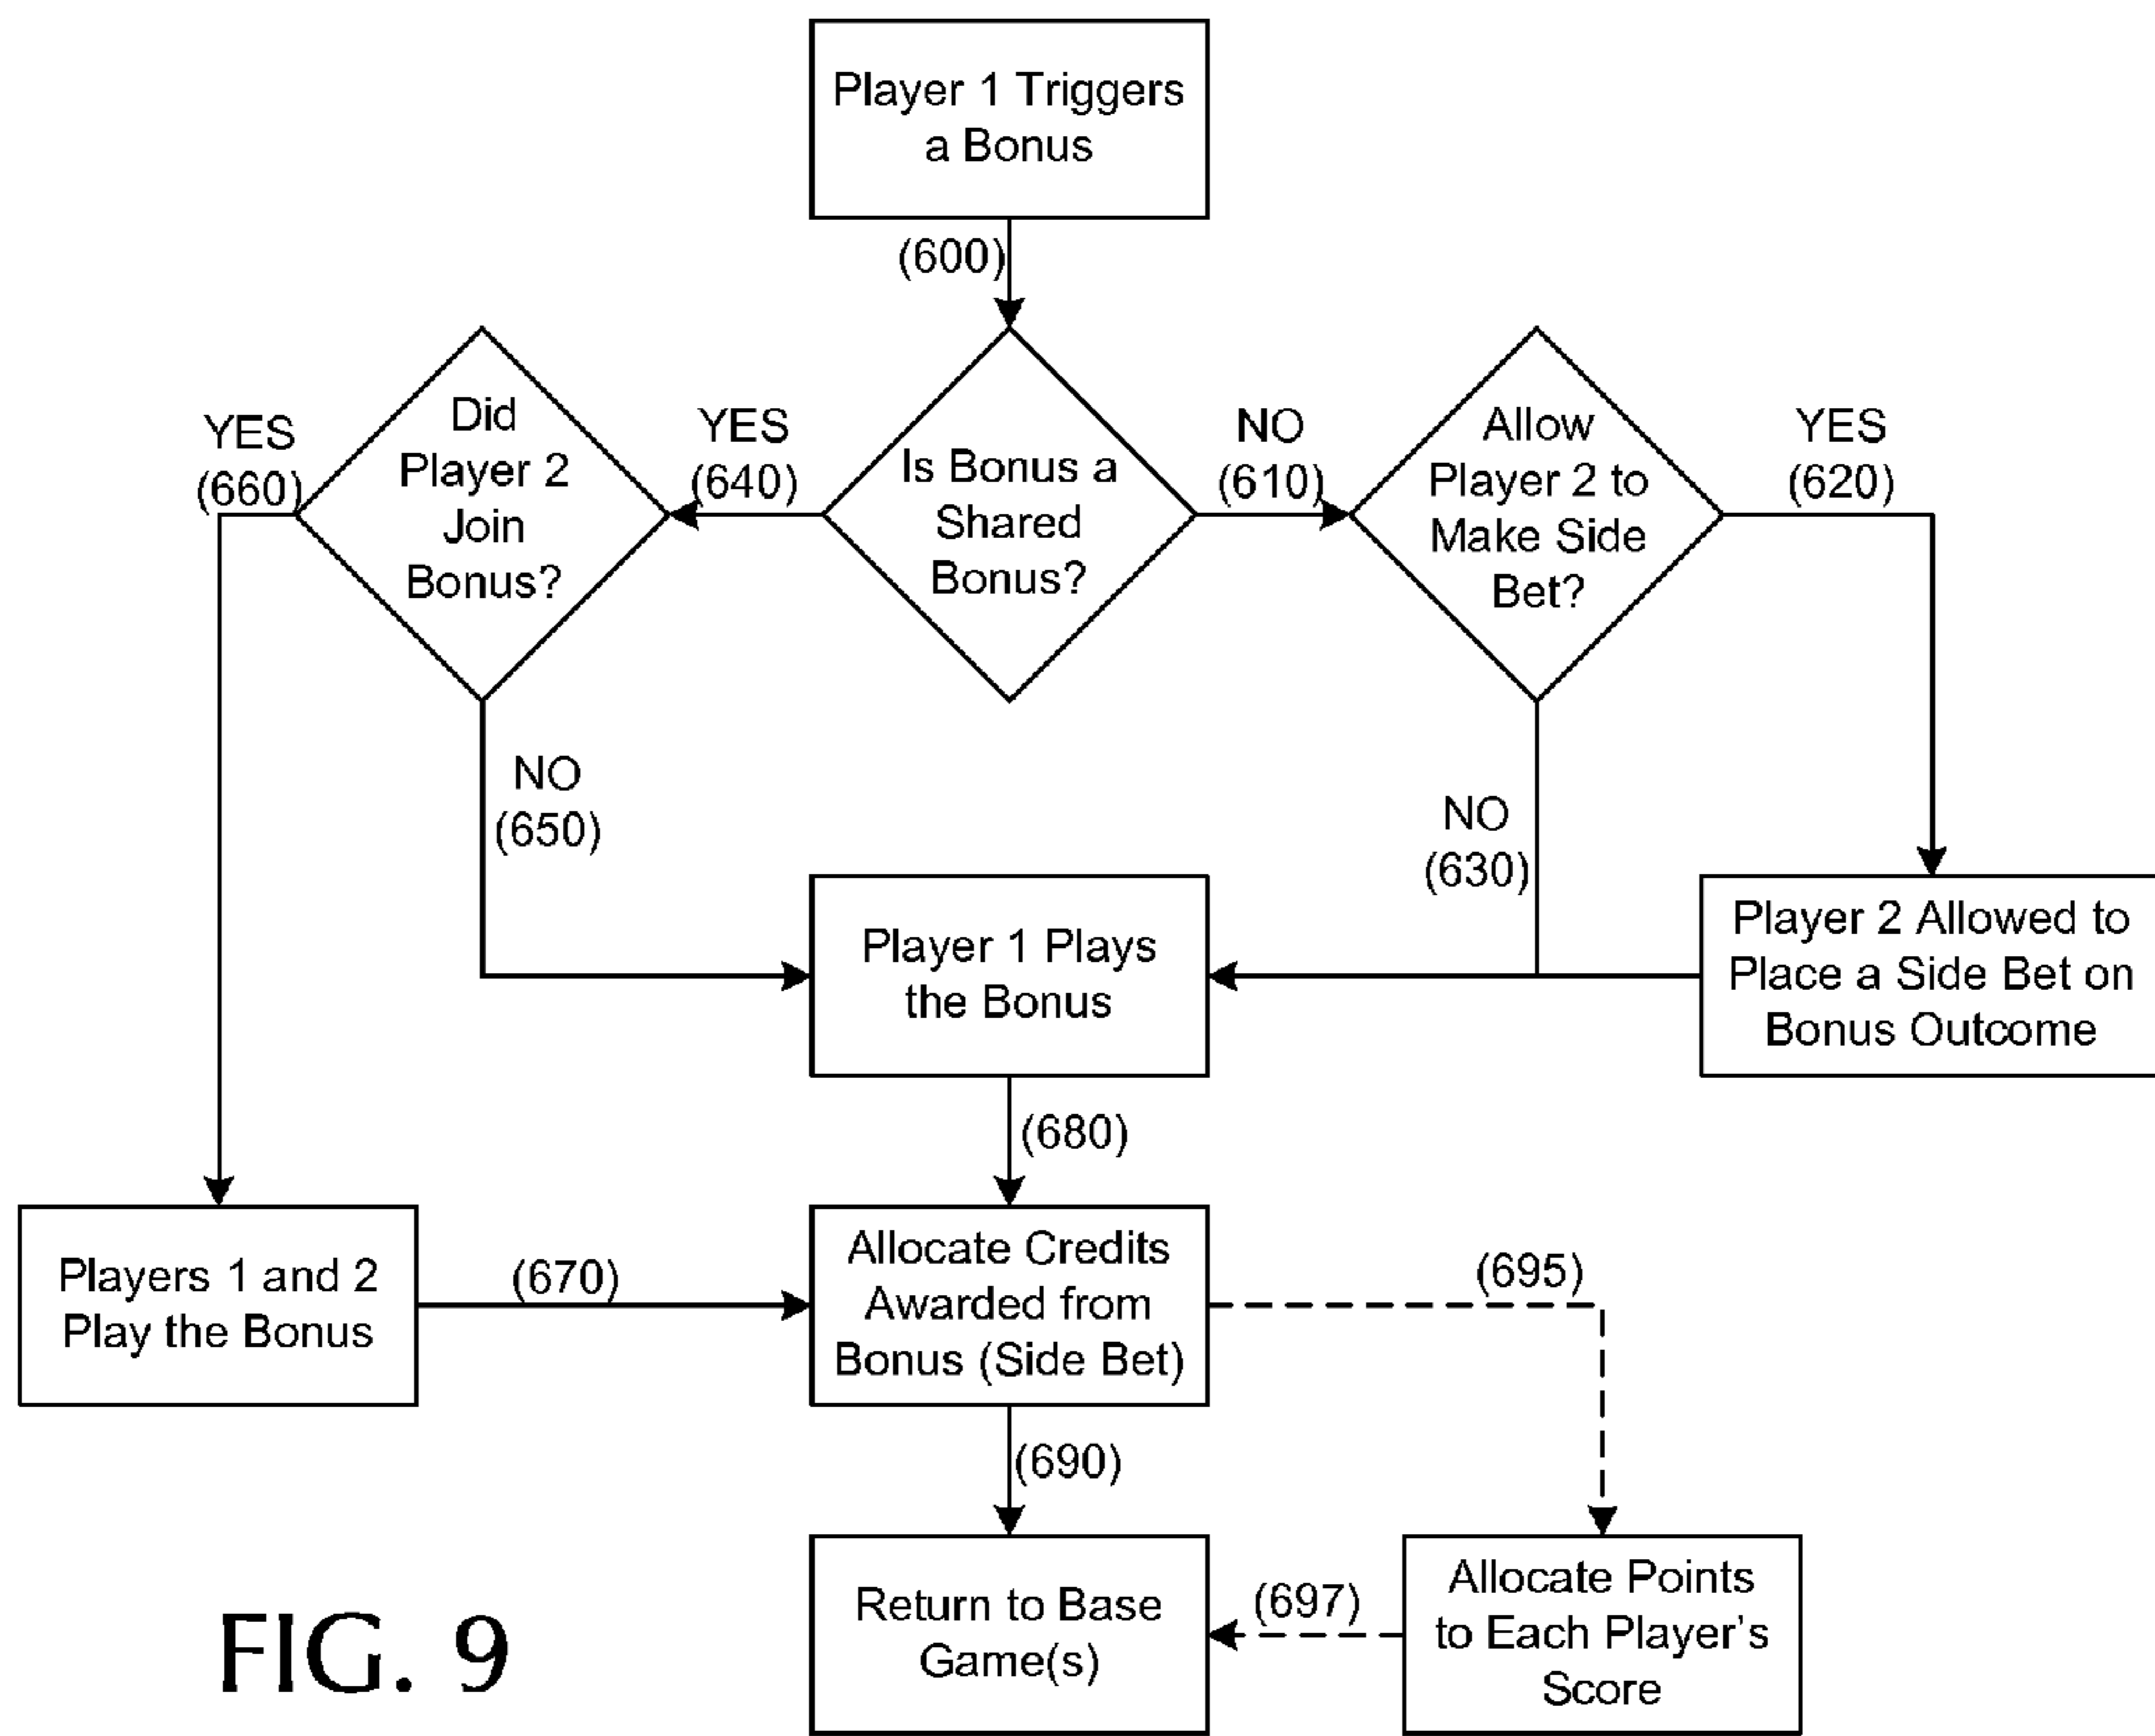 Player 1 Triggers
a Bonus
(600)
Did
Player 2
Join
Bonus?
YES
(660)
YES
(640)
Is Bonus a
Shared
Bonus?
NO
(610)
Allow
Player 2 to
Make Side
Bet?
YES
(620)
NO
(650)
NO
(630)
Player 1 Plays
the Bonus
Player 2 Allowed to
Place a Side Bet on
Bonus Outcome
(680)
Players 1 and 2
Play the Bonus
(670)
Allocate Credits
Awarded from
Bonus (Side Bet)
(695)
(690)
Return to Base
Game(s)
(697)
Allocate Points
to Each Player's
Score
FIG. 9